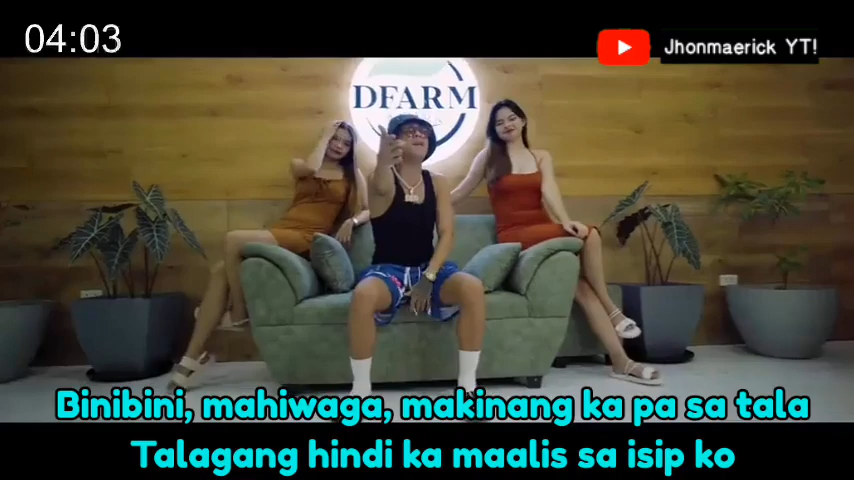 04:03
Jhonmaerick YT!
DFARM
Binibini, mahiwaga, makinang ka pa sa tala
Talagang hindi ka maalis sa isip ko